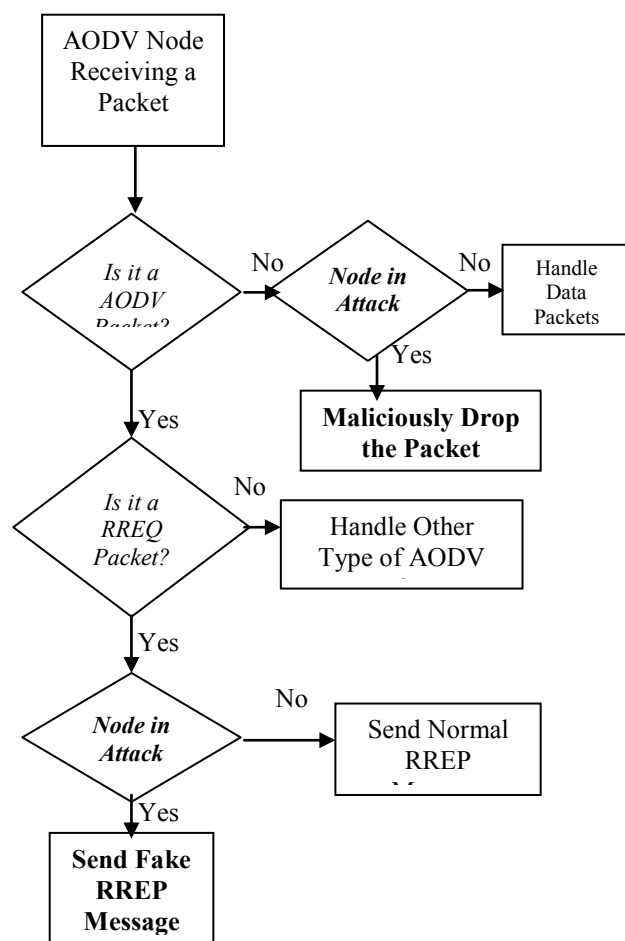 AODV Node
Receiving a
Packet
Is it a
AODV
Packet?
No
Node in
Attack
No
Handle
Data
Packets
Yes
Maliciously Drop
the Packet
Yes
Is it a
RREQ
Packet?
No
Handle Other
Type of AODV
Yes
Node in
Attack
No
Send Normal
RREP
Yes
Send Fake
RREP
Message